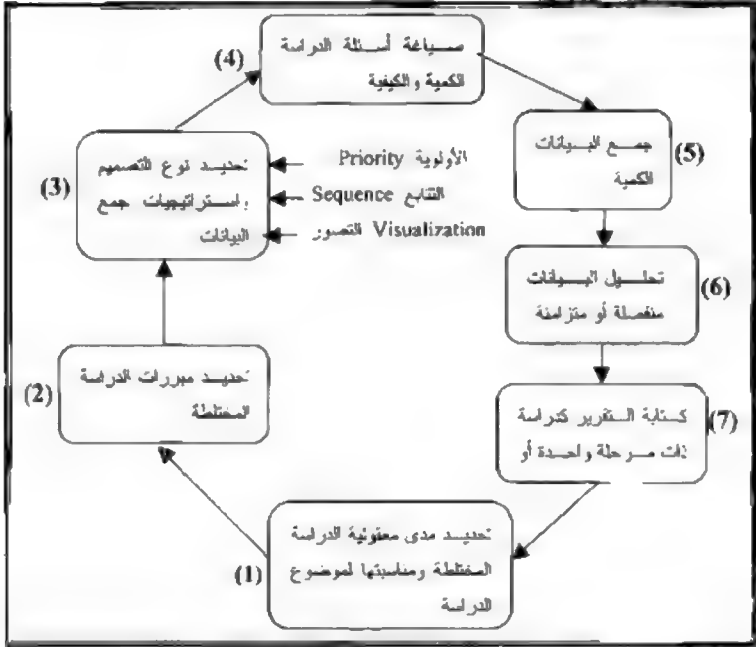 (4)
صياغة أسئلة الدراسة
الكمية والكيفية
(5)
جمع البيانات
الكمية
(3)
تحديد نوع التصميم
واستراتيجيات جمع
البيانات
الأولوية Priority
التتابع Sequence
التصور Visualization
(6)
تحليل البيانات
منفصلة أو متزامنة
(2)
تحديد مبررات الدراسة
المختلطة
(7)
كتابة التقرير كدراسة
ذات مرحلة واحدة أو
(1)
تحديد مدى معقولية الدراسة
المختلطة ومناسبتها لموضوع
الدراسة